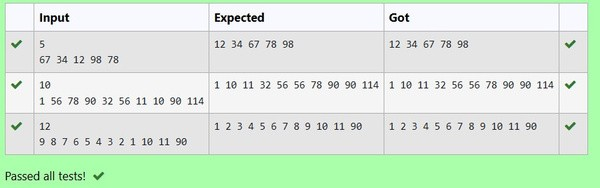 Input Expected Got
5 12 34 67 78 98 12 34 67 78 98
67 34 12 98 78
10 1 10 11 32 56 56 78 90 90 114 1 10 11 32 56 56 78 90 90 114
1 56 78 90 32 56 11 10 90 114
12 1 2 3 4 5 6 7 8 9 10 11 90 1 2 3 4 5 6 7 8 9 10 11 90
9 8 7 6 5 4 3 2 1 10 11 90
Passed all tests!